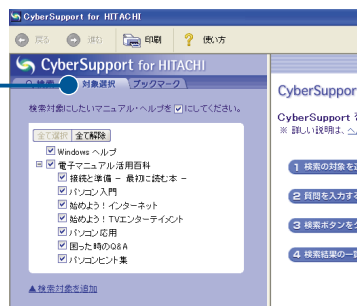 CyberSupport for HITACHI
戻る 進む 印刷 使い方
CyberSupport for HITACHI
検索 対象選択 ブックマーク
検索対象にしたいマニュアル・ヘルプを☑にしてください。
全て選択 全て解除
Windows ヘルプ
電子マニュアル活用百科
接続と準備 - 最初に読む本 -
パソコン入門
始めよう！インターネット
始めよう！TVエンターテイメント
パソコン応用
困った時のQ&A
パソコンヒント集
▲検索対象を追加
CyberSuppor
CyberSupport
※ 詳しい説明は、
1 検索の対象を
2 質問を入力す
3 検索ボタンを
4 検索結果の一